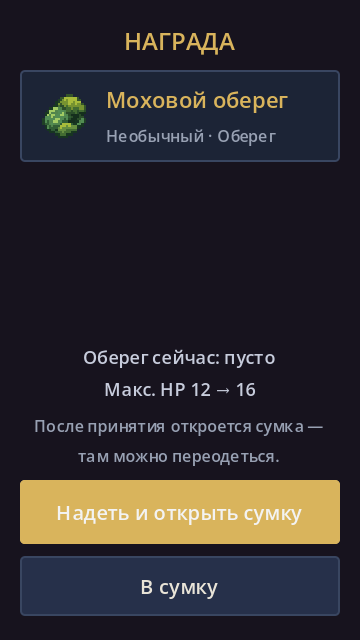 НАГРАДА
Моховой оберег
Необычный · Оберег
Оберег сейчас: пусто
Макс. HP 12 → 16
После принятия откроется сумка —
там можно переодеться.
Надеть и открыть сумку
В сумку